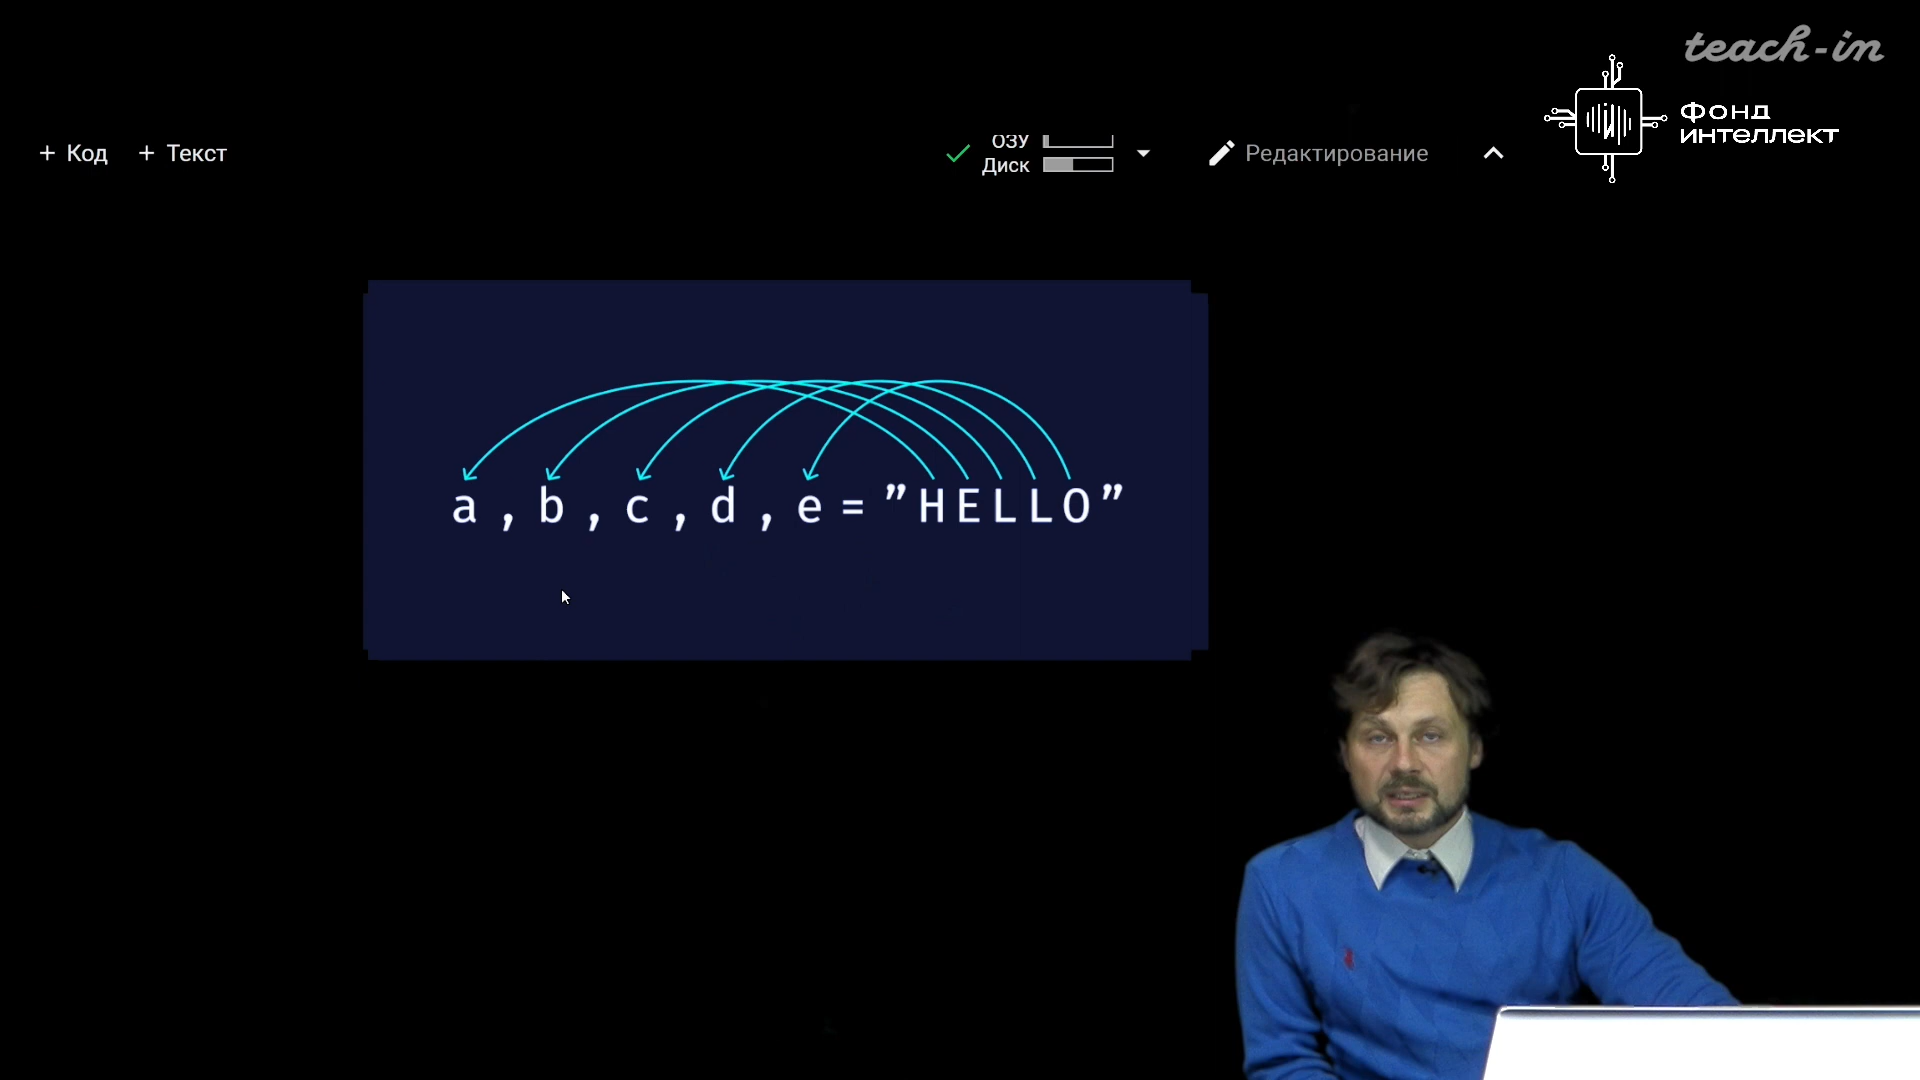 teach-in
Фонд
интеллект
+ Код + Текст
ОЗУ
Диск
Редактирование
a , b , c , d , e = ”HELLO”